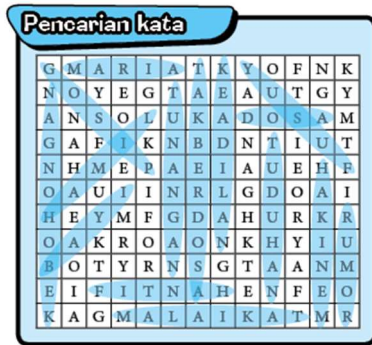 Pencarian kata
G M A R I A T K Y O F N K
N O Y E G T A E A U T G Y
A N S O L U K A D O S A M
G A F I K N B D N T I U T
N H M E P A E I A U E H F
O A U I I N R L G D O A I
H E Y M F G D A H U R K R
O A K R O A O N K H Y I U
B O T Y R N S G T A A N M
E I F I T N A H E N F E O
K A G M A L A I K A T M R